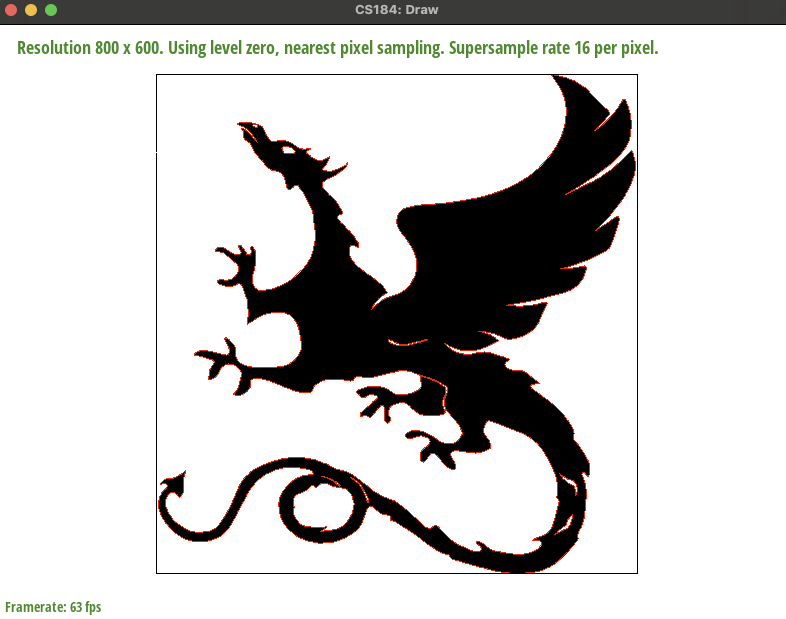 CS184: Draw
Resolution 800 x 600. Using level zero, nearest pixel sampling. Supersample rate 16 per pixel.
Framerate: 63 fps